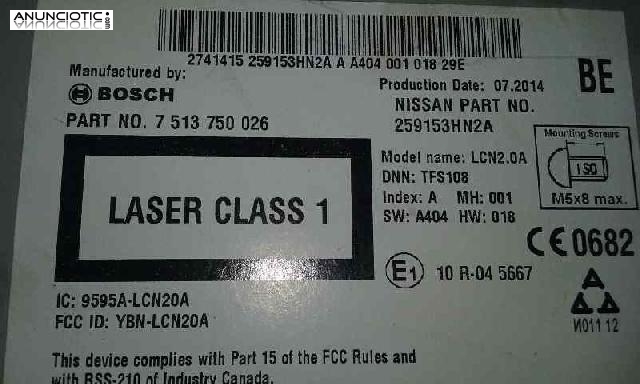 ANUNCIOTIC.es
2741415 259153HN2A A A404 001 018 29E
Manufactured by:
BOSCH
PART NO. 7 513 750 026
Production Date: 07.2014
NISSAN PART NO.
259153HN2A
BE
Model name: LCN2.0A
DNN: TFS108
Index: A MH: 001
SW: A404 HW: 018
Mounting Screws
ISO
M5x8 max.
LASER CLASS 1
CE0682
E1 10 R-04 5667
IC: 9595A-LCN20A
FCC ID: YBN-LCN20A
И011 12
This device complies with Part 15 of the FCC Rules and
with RSS-210 of Industry Canada.